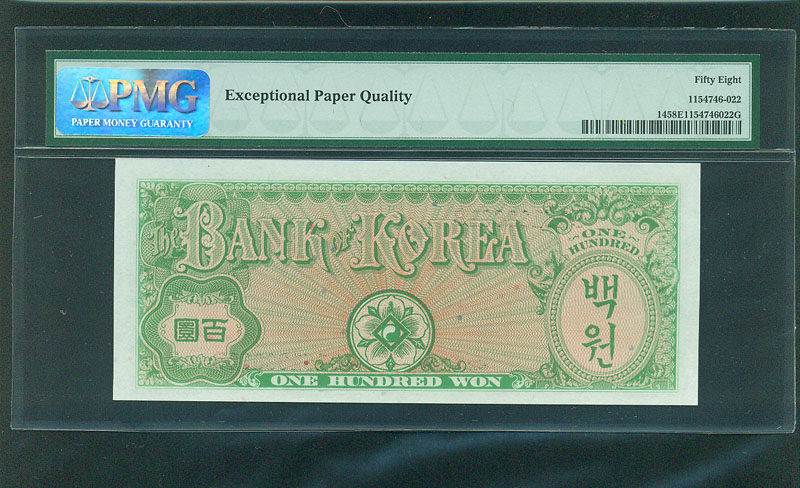 PMG
PAPER MONEY GUARANTY
Exceptional Paper Quality
Fifty Eight
1154746-022
1458E1154746022G
The BANK OF KOREA
ONE
HUNDRED
백
원
百圜
ONE HUNDRED WON